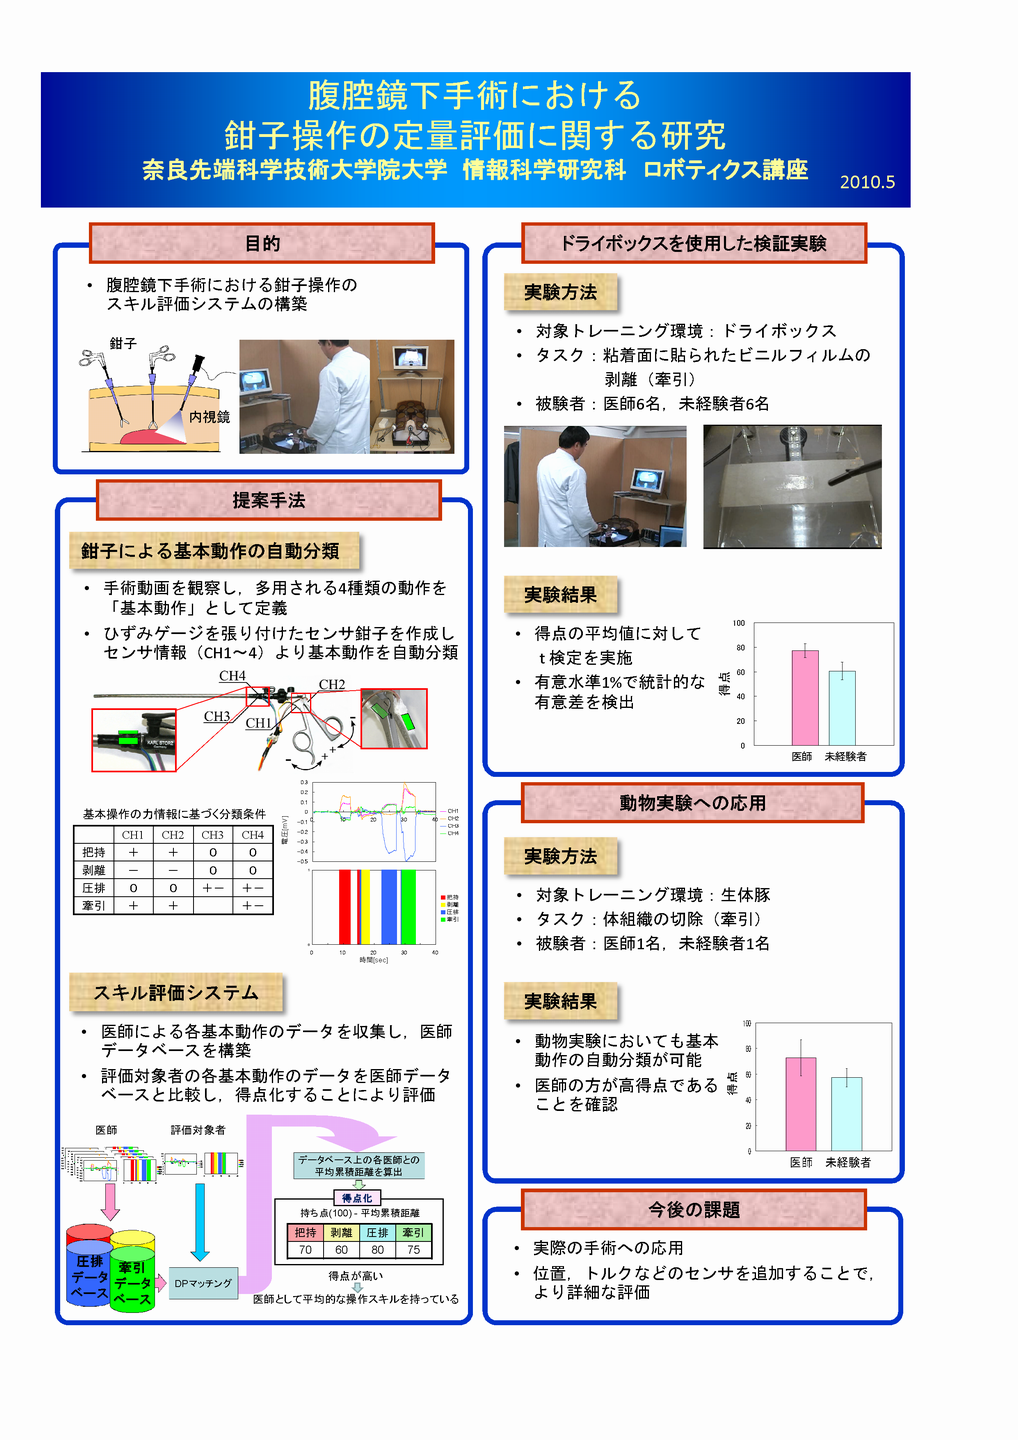 腹腔鏡下手術における
鉗子操作の定量評価に関する研究
奈良先端科学技術大学院大学 情報科学研究科 ロボティクス講座
2010.5
目的
• 腹腔鏡下手術における鉗子操作の
スキル評価システムの構築
鉗子
内視鏡
提案手法
鉗子による基本動作の自動分類
• 手術動画を観察し，多用される4種類の動作を
「基本動作」として定義
• ひずみゲージを張り付けたセンサ鉗子を作成し
センサ情報（CH1～4）より基本動作を自動分類
CH4
CH2
CH3
CH1
KARL STORZ
－
＋
－
＋
基本操作の力情報に基づく分類条件
CH1 CH2 CH3 CH4
把持 ＋ ＋ 0 0
剥離 － － 0 0
圧排 0 0 ＋－ ＋－
牽引 ＋ ＋ ＋－
電圧[mV]
0.3
0.2
0.1
0
-0.1
-0.2
-0.3
-0.4
-0.5
10 20 30 40
CH1
CH2
CH3
CH4
把持
剥離
圧排
牽引
0 10 20 30 40
時間[sec]
スキル評価システム
• 医師による各基本動作のデータを収集し，医師
データベースを構築
• 評価対象者の各基本動作のデータを医師データ
ベースと比較し，得点化することにより評価
医師
評価対象者
圧排
データ
ベース
牽引
データ
ベース
DPマッチング
データベース上の各医師との
平均累積距離を算出
得点化
持ち点(100) - 平均累積距離
把持 剥離 圧排 牽引
70 60 80 75
得点が高い
医師として平均的な操作スキルを持っている
ドライボックスを使用した検証実験
実験方法
• 対象トレーニング環境：ドライボックス
• タスク：粘着面に貼られたビニルフィルムの
剥離（牽引）
• 被験者：医師6名，未経験者6名
実験結果
• 得点の平均値に対して
ｔ検定を実施
• 有意水準1%で統計的な
有意差を検出
得点
100
80
60
40
20
0
医師 未経験者
動物実験への応用
実験方法
• 対象トレーニング環境：生体豚
• タスク：体組織の切除（牽引）
• 被験者：医師1名，未経験者1名
実験結果
• 動物実験においても基本
動作の自動分類が可能
• 医師の方が高得点である
ことを確認
得点
100
80
60
40
20
0
医師 未経験者
今後の課題
• 実際の手術への応用
• 位置，トルクなどのセンサを追加することで，
より詳細な評価